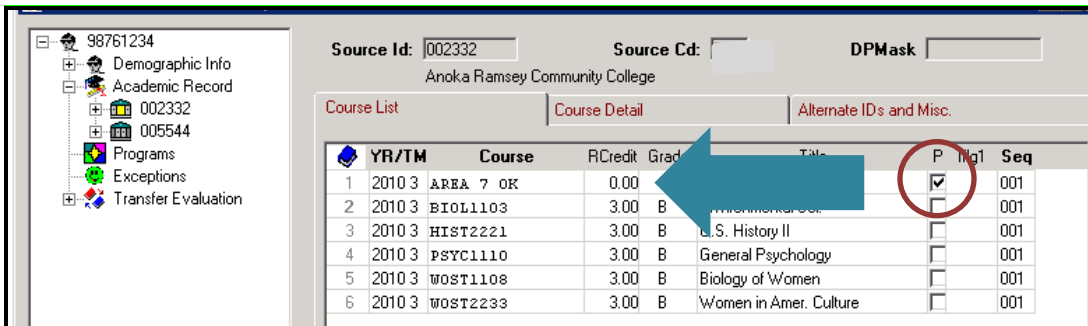 98761234
Demographic Info
Academic Record
002332
005544
Programs
Exceptions
Transfer Evaluation
Source Id: 002332 Source Cd: DPMask
Anoka Ramsey Community College
Course List Course Detail Alternate IDs and Misc.
YR/TM Course RCredit P Seq
1 2010 3 AREA 7 OK 0.00 001
2 2010 3 BIOL1103 3.00 B 001
3 2010 3 HIST2221 3.00 B U.S. History II 001
4 2010 3 PSYC1110 3.00 B General Psychology 001
5 2010 3 WOST1108 3.00 B Biology of Women 001
6 2010 3 WOST2233 3.00 B Women in Amer. Culture 001